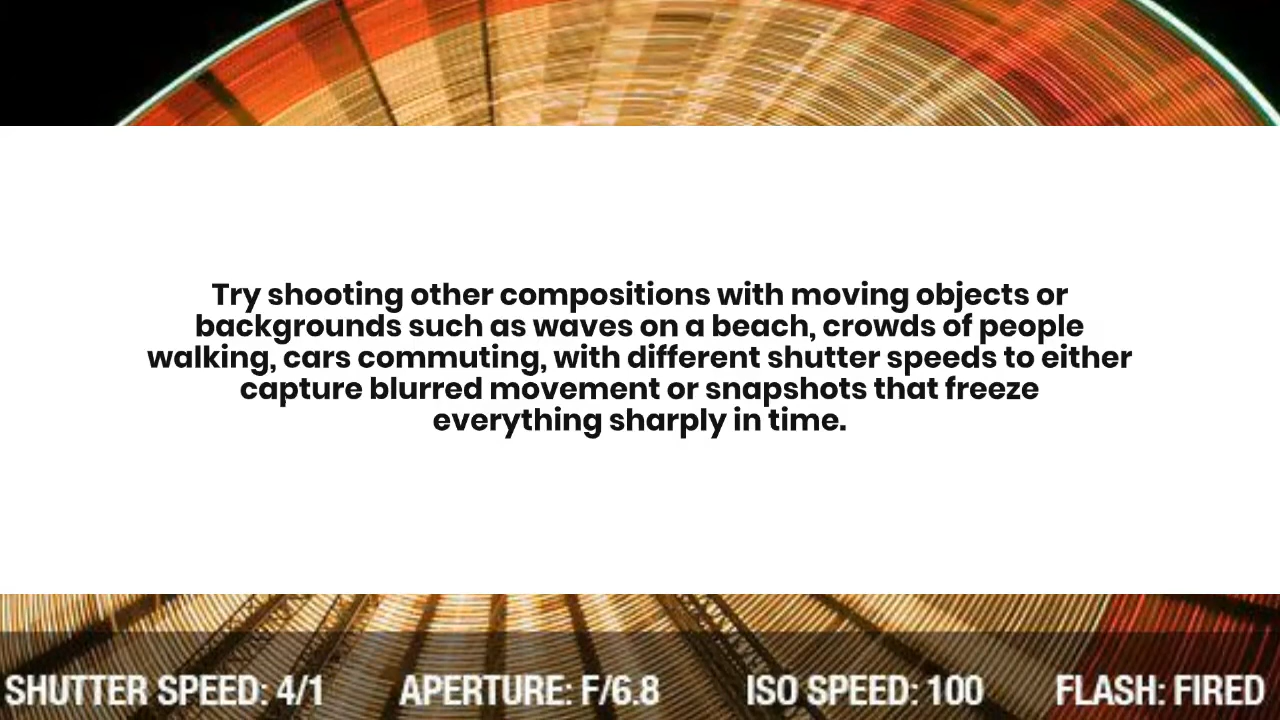 Try shooting other compositions with moving objects or
backgrounds such as waves on a beach, crowds of people
walking, cars commuting, with different shutter speeds to either
capture blurred movement or snapshots that freeze
everything sharply in time.
SHUTTER SPEED: 4/1 APERTURE: F/6.8 ISO SPEED: 100 FLASH: FIRED